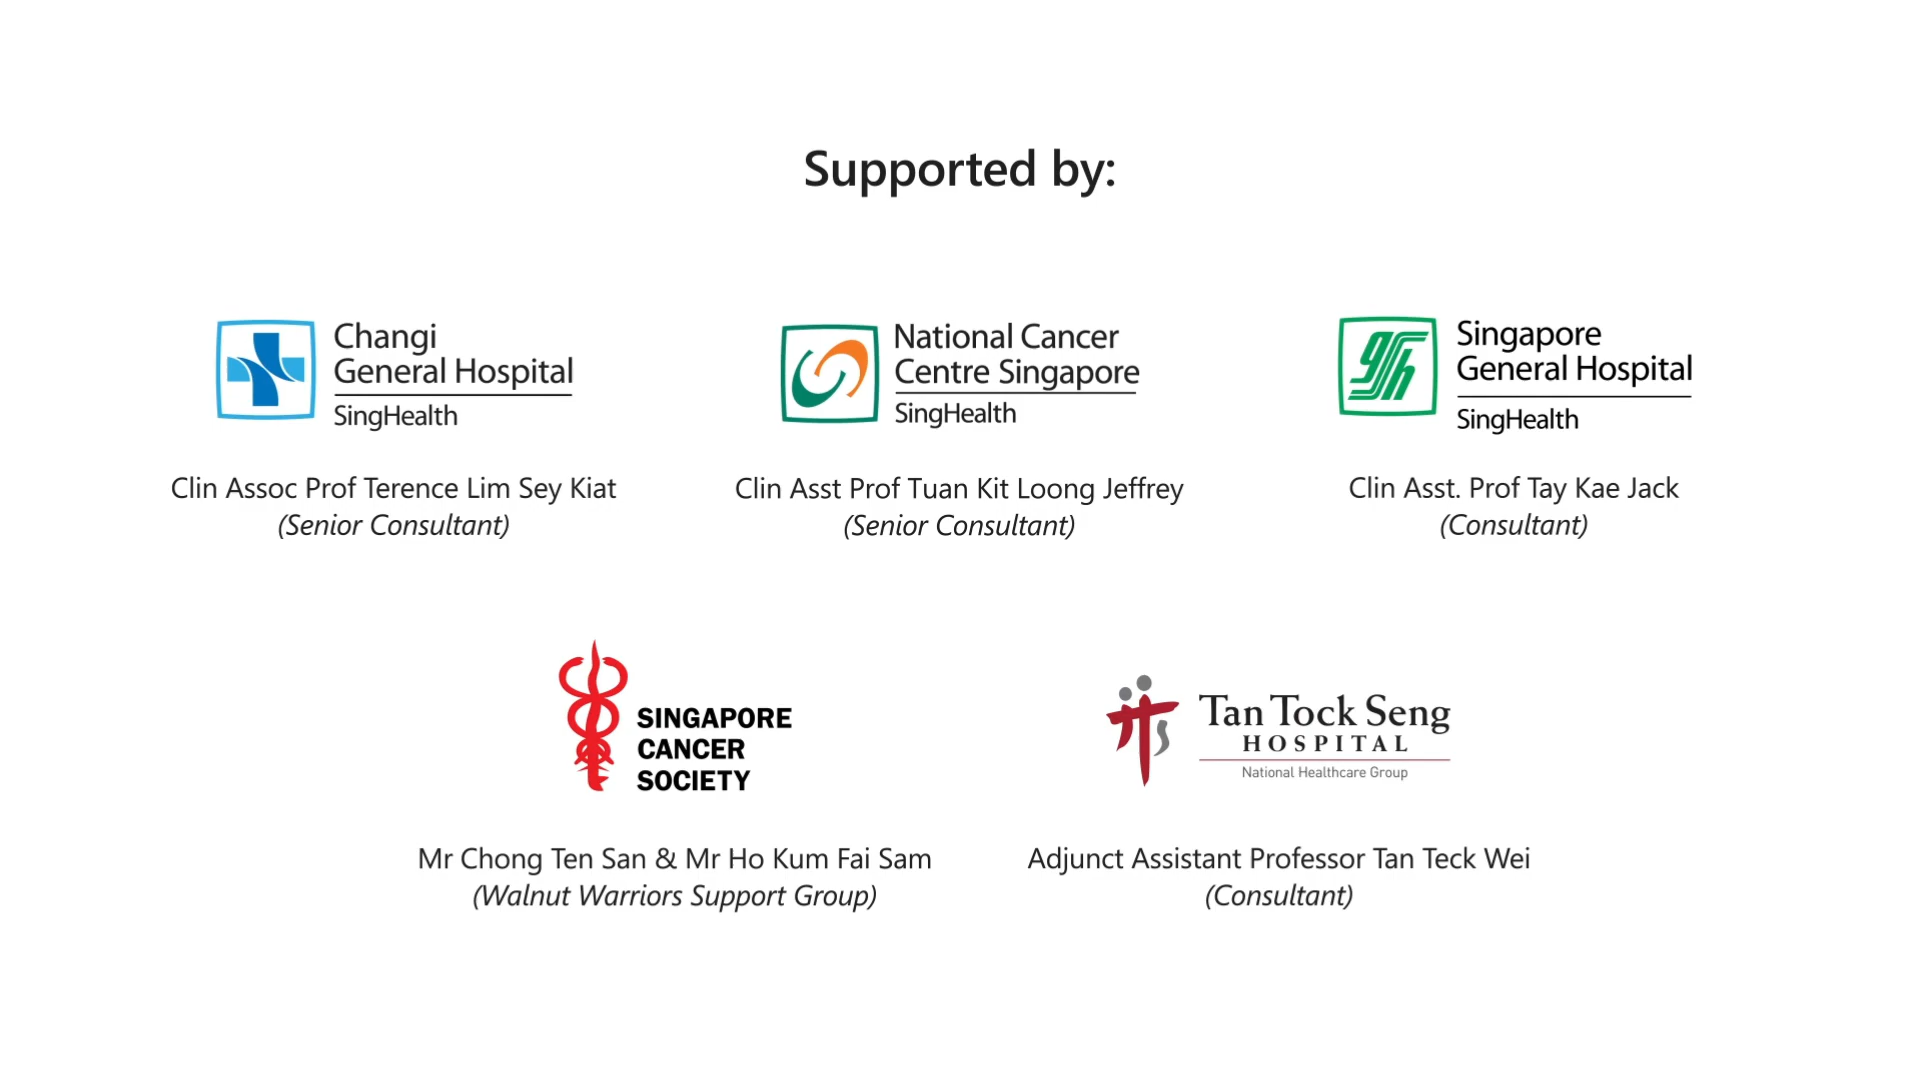 Supported by:
Changi
General Hospital
SingHealth
Clin Assoc Prof Terence Lim Sey Kiat
(Senior Consultant)
National Cancer
Centre Singapore
SingHealth
Clin Asst Prof Tuan Kit Loong Jeffrey
(Senior Consultant)
Singapore
General Hospital
SingHealth
Clin Asst. Prof Tay Kae Jack
(Consultant)
SINGAPORE
CANCER
SOCIETY
Mr Chong Ten San & Mr Ho Kum Fai Sam
(Walnut Warriors Support Group)
Tan Tock Seng
HOSPITAL
National Healthcare Group
Adjunct Assistant Professor Tan Teck Wei
(Consultant)